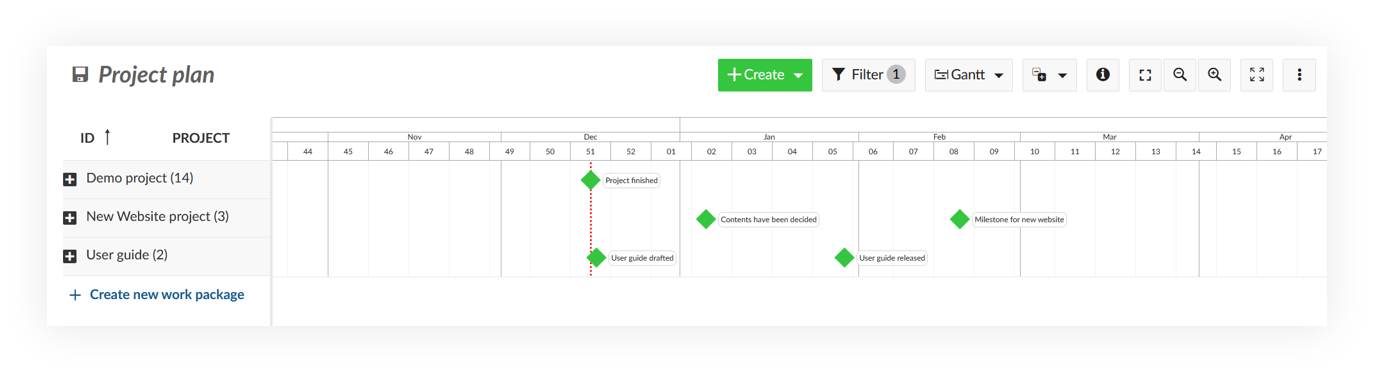 Project plan
+ Create
Filter 1
Gantt
ID ↑ PROJECT
Nov Dec Jan Feb Mar Apr
44 45 46 47 48 49 50 51 52 01 02 03 04 05 06 07 08 09 10 11 12 13 14 15 16 17
Demo project (14)
Project finished
New Website project (3)
Contents have been decided
Milestone for new website
User guide (2)
User guide drafted
User guide released
+ Create new work package